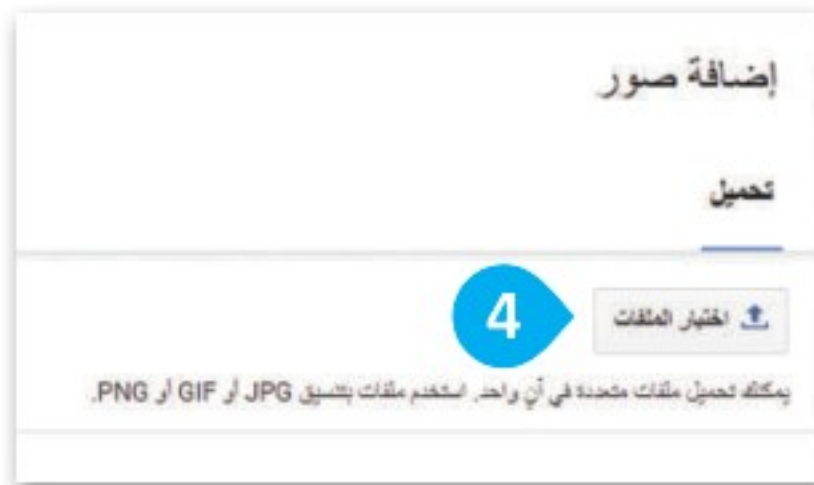 إضافة صور
تحميل
اختيار الملفات
4
يمكنك تحميل ملفات متعددة في آنٍ واحد. استخدم ملفات بتنسيق JPG أو GIF أو PNG.